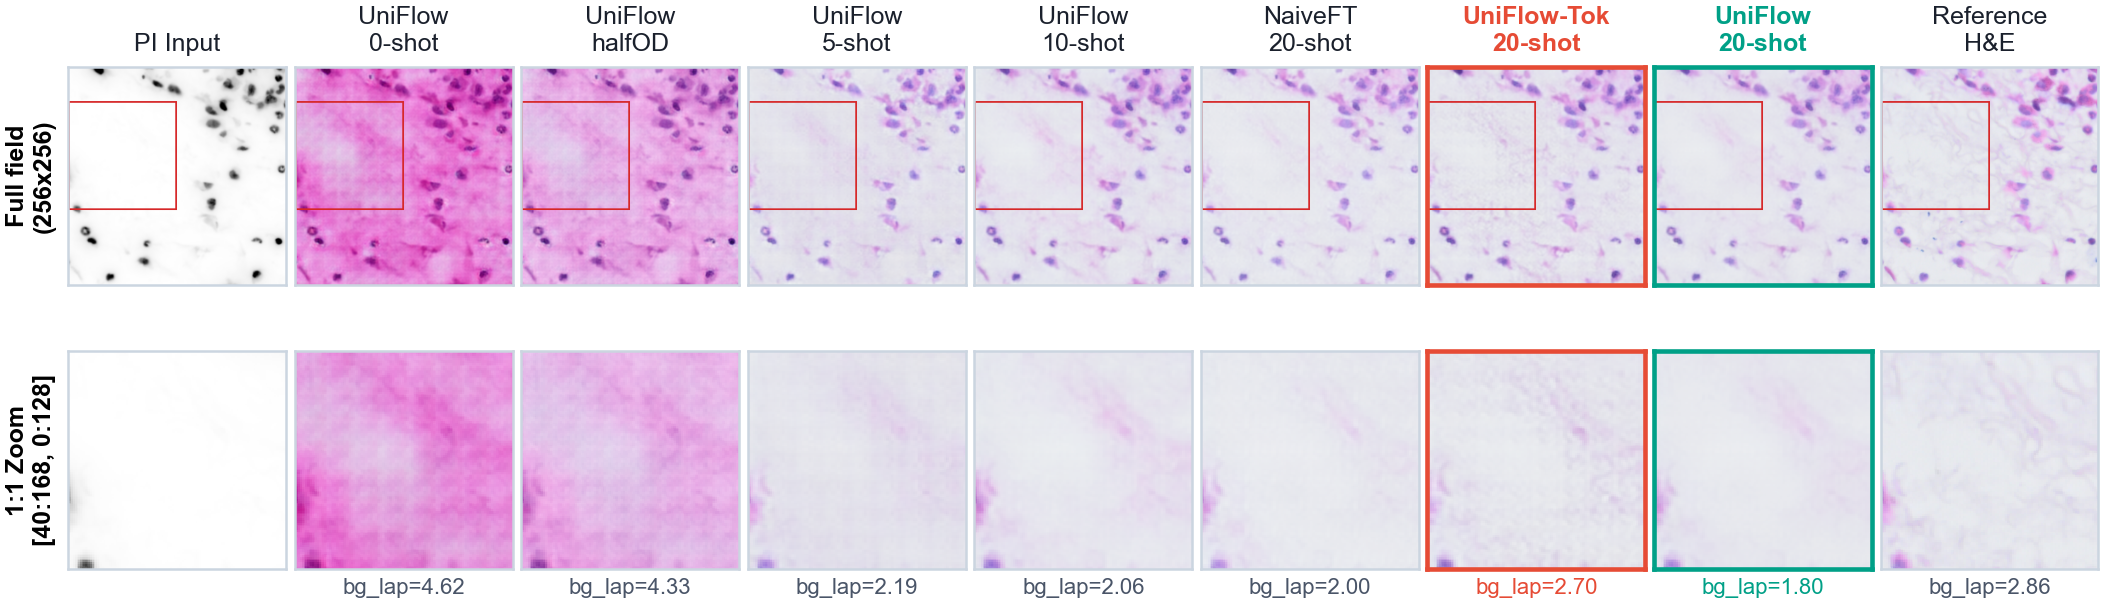 PI Input
UniFlow
0-shot
UniFlow
halfOD
UniFlow
5-shot
UniFlow
10-shot
NaiveFT
20-shot
UniFlow-Tok
20-shot
UniFlow
20-shot
Reference
H&E
Full field
(256x256)
1:1 Zoom
[40:168, 0:128]
bg_lap=4.62
bg_lap=4.33
bg_lap=2.19
bg_lap=2.06
bg_lap=2.00
bg_lap=2.70
bg_lap=1.80
bg_lap=2.86